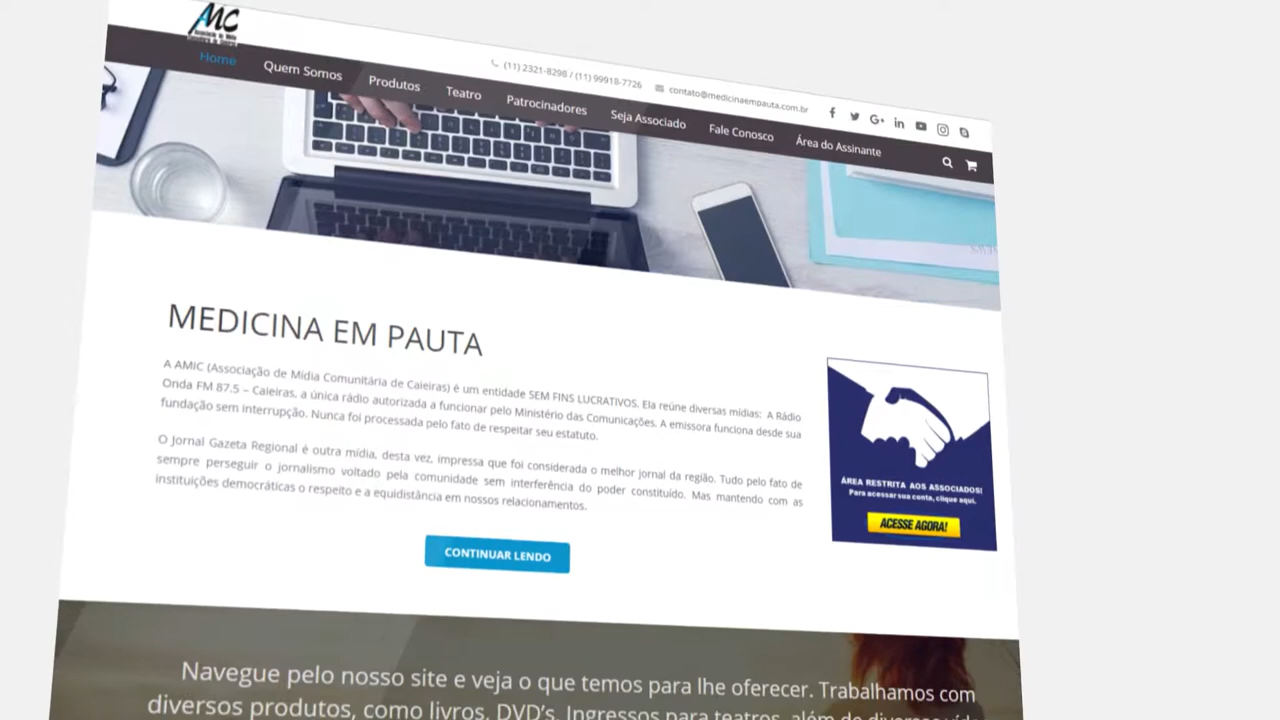 AMIC
(11) 2321-8298 / (11) 99918-7726
contato@medicinaempauta.com.br
Home
Quem Somos
Produtos
Teatro
Patrocinadores
Seja Associado
Fale Conosco
Área do Assinante
MEDICINA EM PAUTA
A AMIC (Associação de Mídia Comunitária de Caieiras) é um entidade SEM FINS LUCRATIVOS. Ela reúne diversas mídias: A Rádio
Onda FM 87.5 – Caieiras, a única rádio autorizada a funcionar pelo Ministério das Comunicações. A emissora funciona desde sua
fundação sem interrupção. Nunca foi processada pelo fato de respeitar seu estatuto.
O Jornal Gazeta Regional é outra mídia, desta vez, impressa que foi considerada o melhor jornal da região. Tudo pelo fato de
sempre perseguir o jornalismo voltado pela comunidade sem interferência do poder constituído. Mas mantendo com as
instituições democráticas o respeito e a equidistância em nossos relacionamentos.
CONTINUAR LENDO
ÁREA RESTRITA AOS ASSOCIADOS!
Para acessar sua conta, clique aqui.
ACESSE AGORA!
Navegue pelo nosso site e veja o que temos para lhe oferecer. Trabalhamos com
diversos produtos, como livros, DVD's, Ingressos para teatros, além de